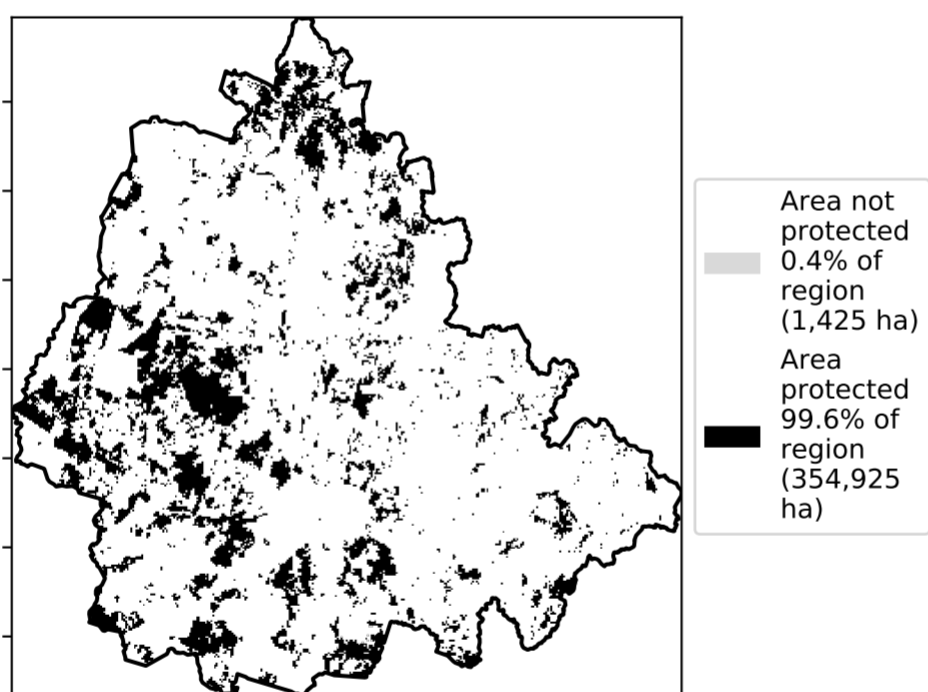 Area not
protected
0.4% of
region
(1,425 ha)
Area
protected
99.6% of
region
(354,925
ha)